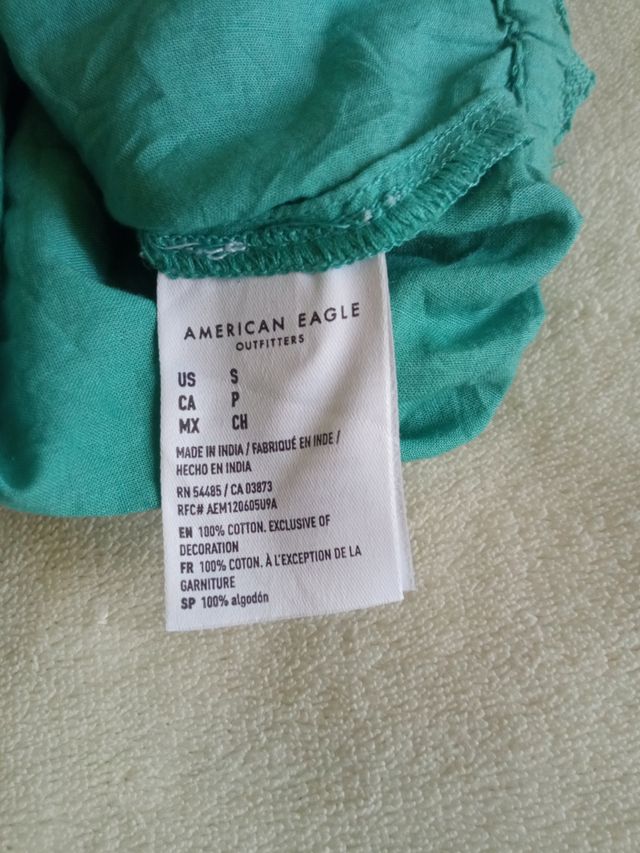 AMERICAN EAGLE
OUTFITTERS
US S
CA P
MX CH
MADE IN INDIA / FABRIQUÉ EN INDE /
HECHO EN INDIA
RN 54485 / CA 03873
RFC# AEM120605U9A
EN 100% COTTON. EXCLUSIVE OF
DECORATION
FR 100% COTON. À L'EXCEPTION DE LA
GARNITURE
SP 100% algodón